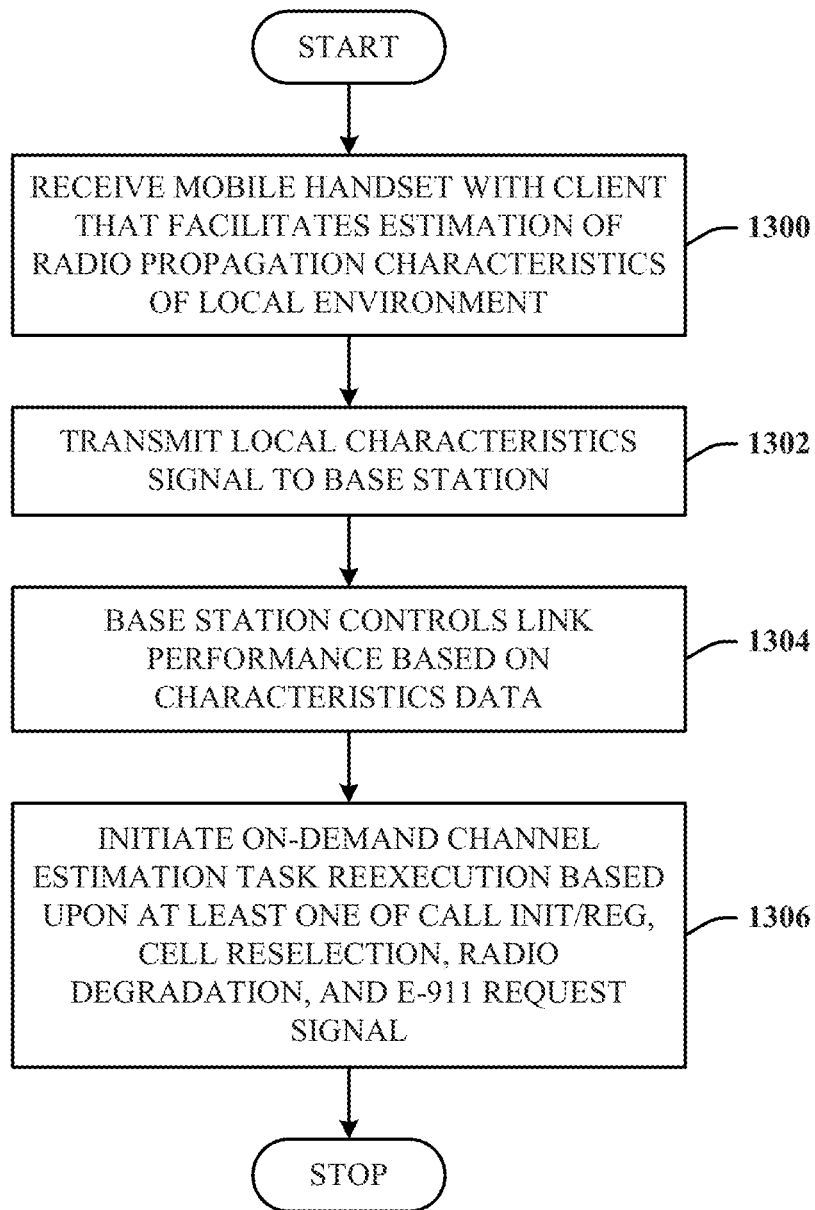 START
RECEIVE MOBILE HANDSET WITH CLIENT
THAT FACILITATES ESTIMATION OF
RADIO PROPAGATION CHARACTERISTICS
OF LOCAL ENVIRONMENT
1300
TRANSMIT LOCAL CHARACTERISTICS
SIGNAL TO BASE STATION
1302
BASE STATION CONTROLS LINK
PERFORMANCE BASED ON
CHARACTERISTICS DATA
1304
INITIATE ON-DEMAND CHANNEL
ESTIMATION TASK REEXECUTION BASED
UPON AT LEAST ONE OF CALL INIT/REG,
CELL RESELECTION, RADIO
DEGRADATION, AND E-911 REQUEST
SIGNAL
1306
STOP